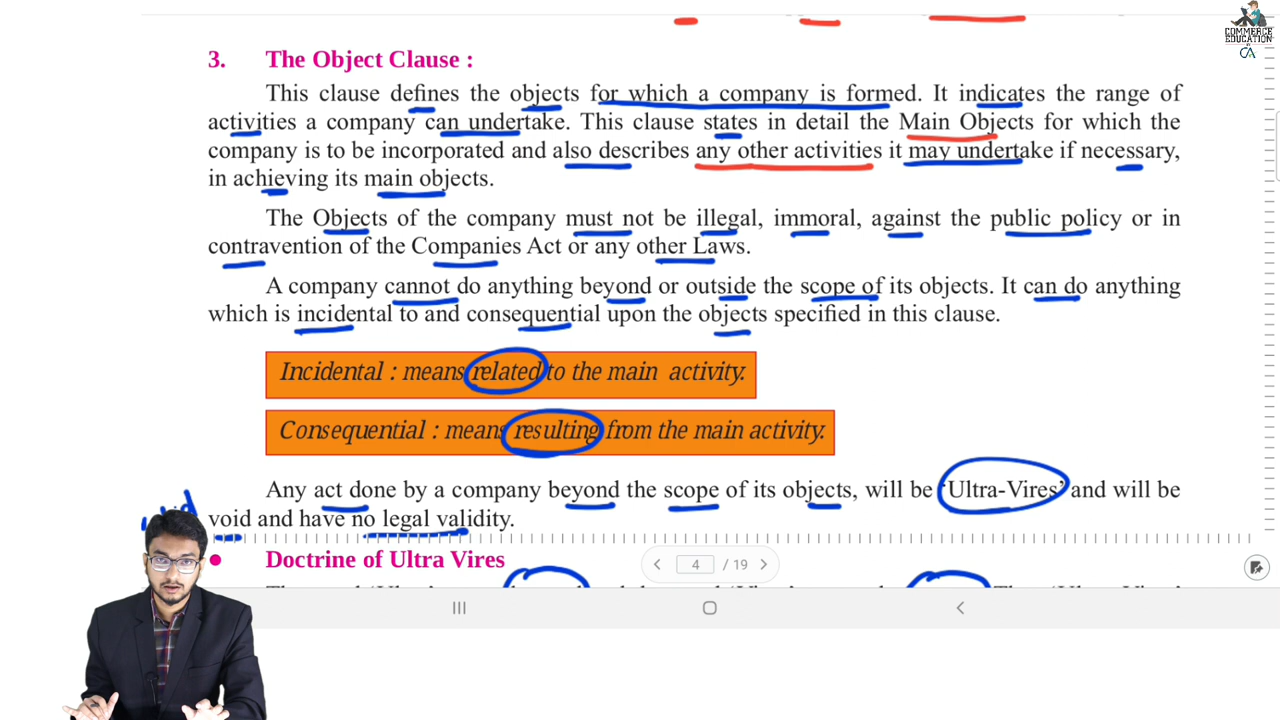 COMMERCE
EDUCATION
BY
CA
3. The Object Clause :
This clause defines the objects for which a company is formed. It indicates the range of
activities a company can undertake. This clause states in detail the Main Objects for which the
company is to be incorporated and also describes any other activities it may undertake if necessary,
in achieving its main objects.
The Objects of the company must not be illegal, immoral, against the public policy or in
contravention of the Companies Act or any other Laws.
A company cannot do anything beyond or outside the scope of its objects. It can do anything
which is incidental to and consequential upon the objects specified in this clause.
Incidental : means related to the main activity.
Consequential : means resulting from the main activity.
Any act done by a company beyond the scope of its objects, will be 'Ultra-Vires' and will be
void and have no legal validity.
• Doctrine of Ultra Vires
4 / 19